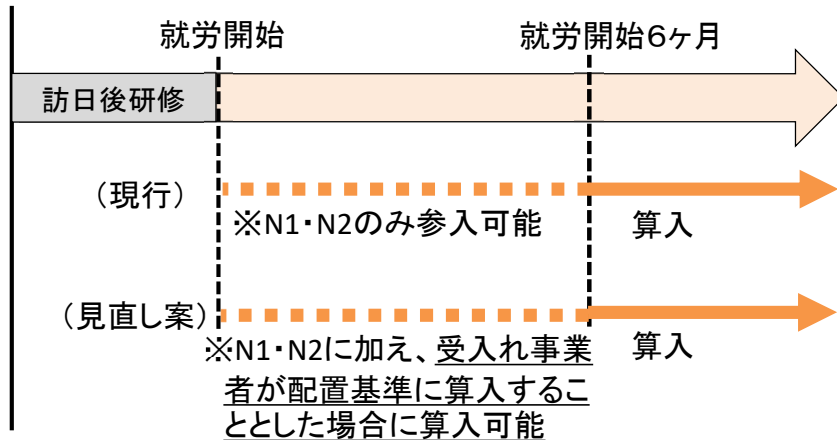 就労開始
就労開始６ヶ月
訪日後研修
（現行）
※N1・N2のみ参入可能
算入
（見直し案）
※N1・N2に加え、受入れ事業
者が配置基準に算入するこ
ととした場合に算入可能
算入